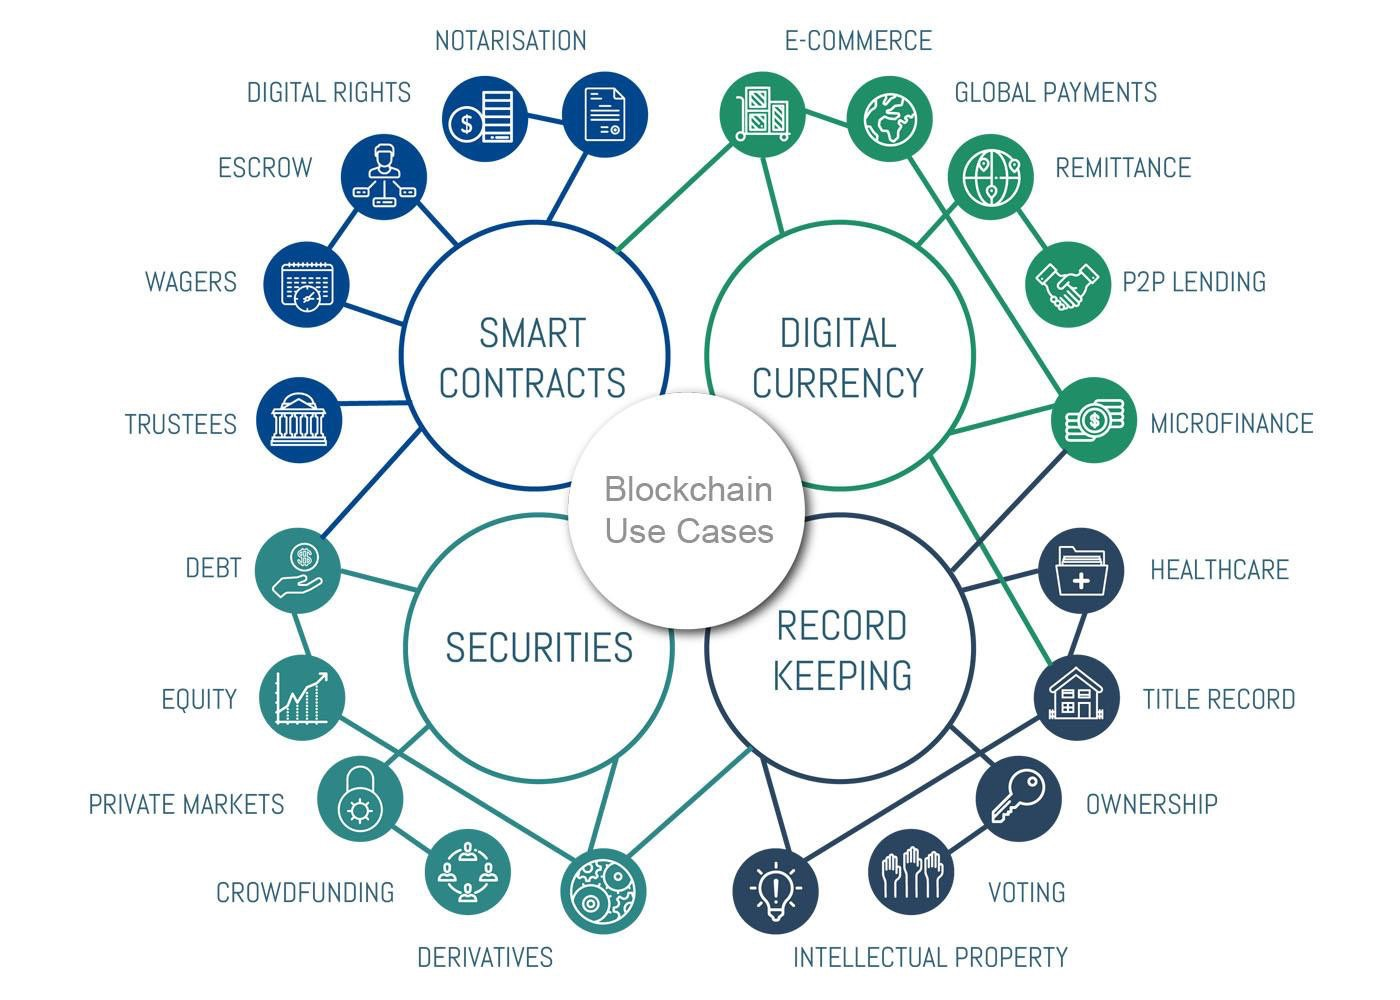 NOTARISATION
E-COMMERCE
DIGITAL RIGHTS
GLOBAL PAYMENTS
ESCROW
REMITTANCE
WAGERS
P2P LENDING
SMART
CONTRACTS
DIGITAL
CURRENCY
TRUSTEES
MICROFINANCE
Blockchain
Use Cases
DEBT
HEALTHCARE
SECURITIES
RECORD
KEEPING
EQUITY
TITLE RECORD
PRIVATE MARKETS
OWNERSHIP
CROWDFUNDING
VOTING
DERIVATIVES
INTELLECTUAL PROPERTY